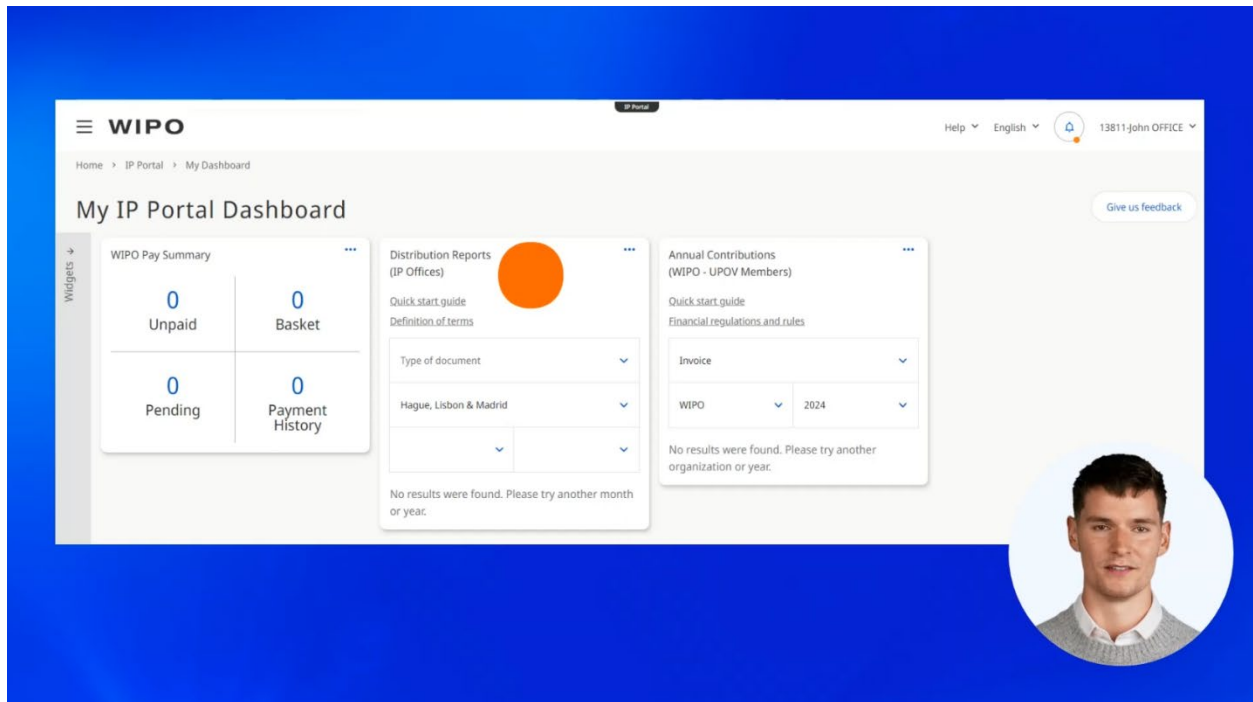 IP Portal
WIPO
Help English 13811-John OFFICE
Home > IP Portal > My Dashboard
My IP Portal Dashboard
Give us feedback
Widgets
WIPO Pay Summary
0
Unpaid
0
Basket
0
Pending
0
Payment
History
Distribution Reports
(IP Offices)
Quick start guide
Definition of terms
Type of document
Hague, Lisbon & Madrid
No results were found. Please try another month
or year.
Annual Contributions
(WIPO - UPOV Members)
Quick start guide
Financial regulations and rules
Invoice
WIPO 2024
No results were found. Please try another
organization or year.